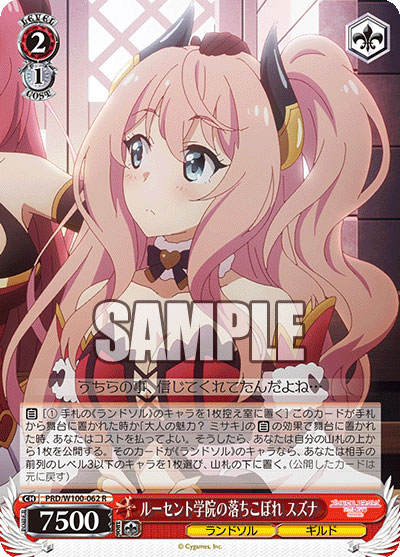 LEVEL
2
1
COST
SAMPLE
うちらの事、信じてくれてたんだよね…
【自】[① 手札の《ランドソル》のキャラを1枚控え室に置く] このカードが手札
から舞台に置かれた時か「大人の魅力? ミサキ」の【自】の効果で舞台に置かれ
た時、あなたはコストを払ってよい。そうしたら、あなたは自分の山札の上か
ら1枚を公開する。そのカードが《ランドソル》のキャラなら、あなたは相手の
前列のレベル3以下のキャラを1枚選び、山札の下に置く。(公開したカード
は元に戻す)
CH PRD/W100-062 R
ルーセント学院の落ちこぼれ スズナ
7500
ランドソル
ギルド
© Cygames, Inc.